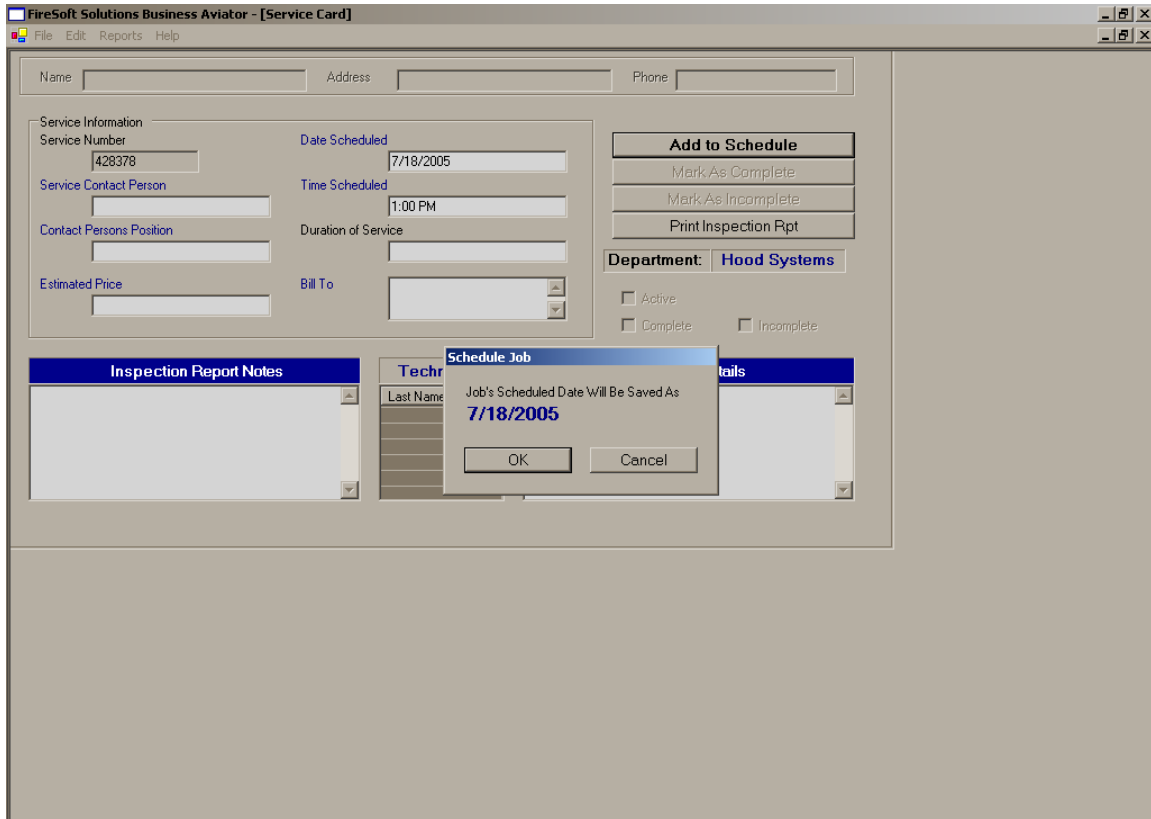 FireSoft Solutions Business Aviator - [Service Card]
File Edit Reports Help
Name Address Phone
Service Information
Service Number Date Scheduled
428378 7/18/2005
Add to Schedule
Mark As Complete
Service Contact Person Time Scheduled
Mark As Incomplete
1:00 PM
Contact Persons Position Duration of Service
Print Inspection Rpt
Department: Hood Systems
Estimated Price Bill To
Active
Complete Incomplete
Schedule Job
Inspection Report Notes Techr tails
Last Name
Job's Scheduled Date Will Be Saved As
7/18/2005
OK Cancel